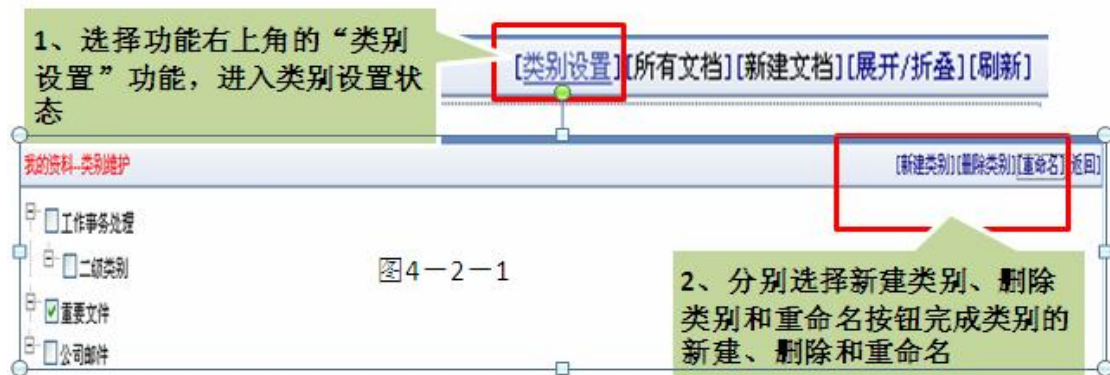 1、选择功能右上角的“类别
设置”功能，进入类别设置状
态
[类别设置][所有文档][新建文档][展开/折叠][刷新]
我的资料--类别维护
[新建类别][删除类别][重命名][返回]
工作事务处理
二级类别
图4－2－1
重要文件
公司邮件
2、分别选择新建类别、删除
类别和重命名按钮完成类别的
新建、删除和重命名